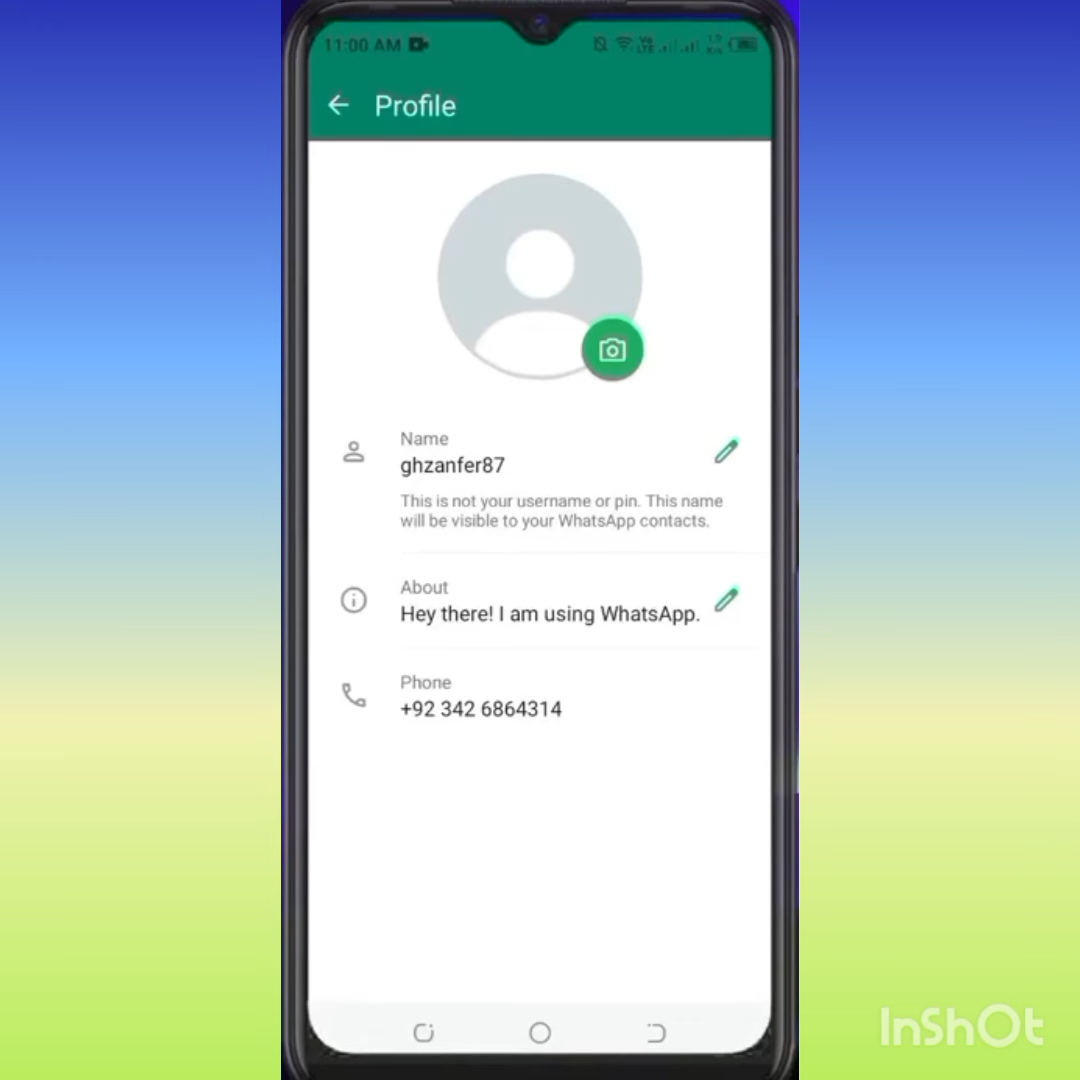 11:00 AM
Profile
Name
ghzanfer87
This is not your username or pin. This name
will be visible to your WhatsApp contacts.
About
Hey there! I am using WhatsApp.
Phone
+92 342 6864314
InShOt